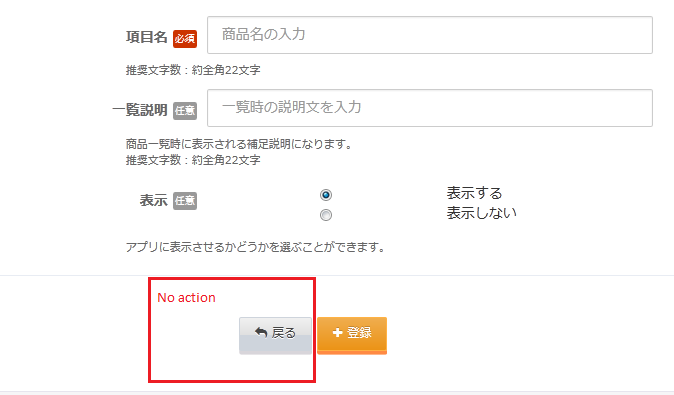 項目名 必須 商品名の入力
推奨文字数：約全角22文字
一覧説明 任意 一覧時の説明文を入力
商品一覧時に表示される補足説明になります。
推奨文字数：約全角22文字
表示 任意 表示する
表示しない
アプリに表示させるかどうかを選ぶことができます。
No action
戻る 登録